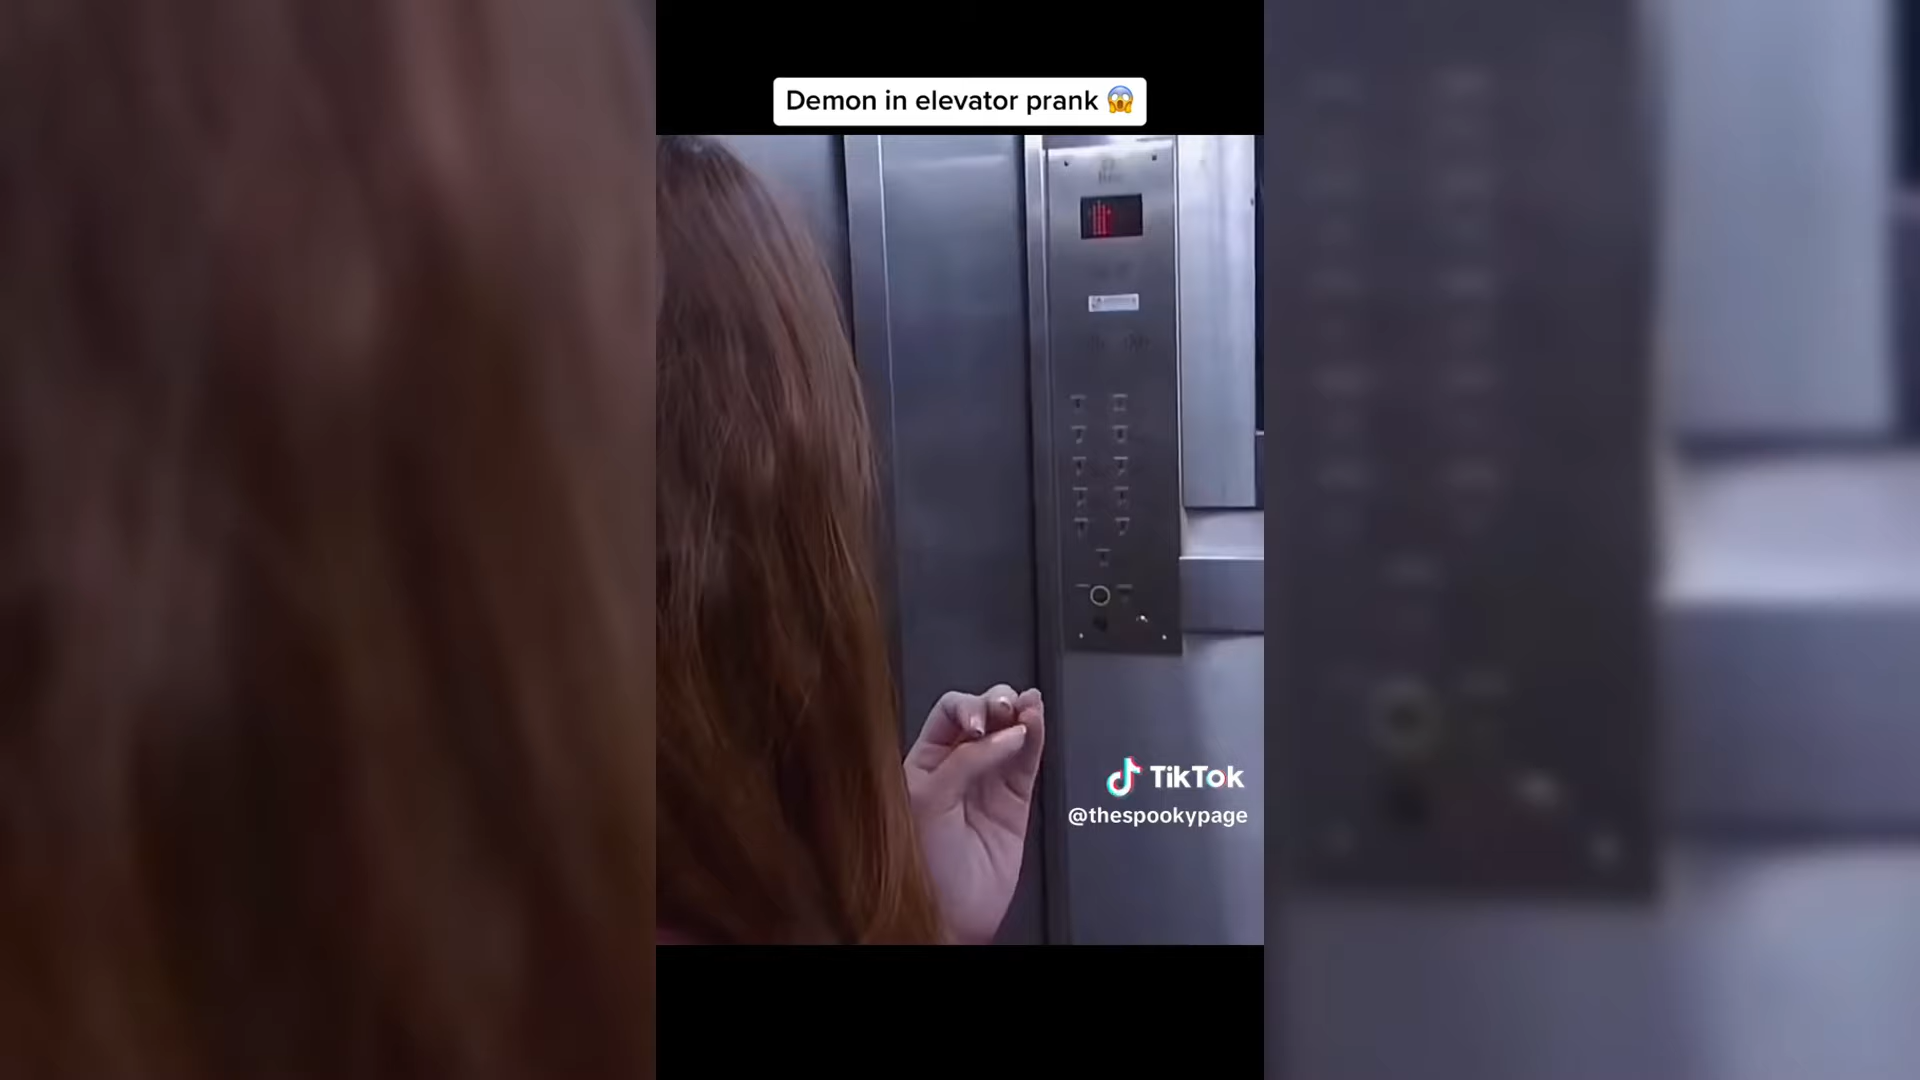 Demon in elevator prank 😱
TikTok
@thespookypage